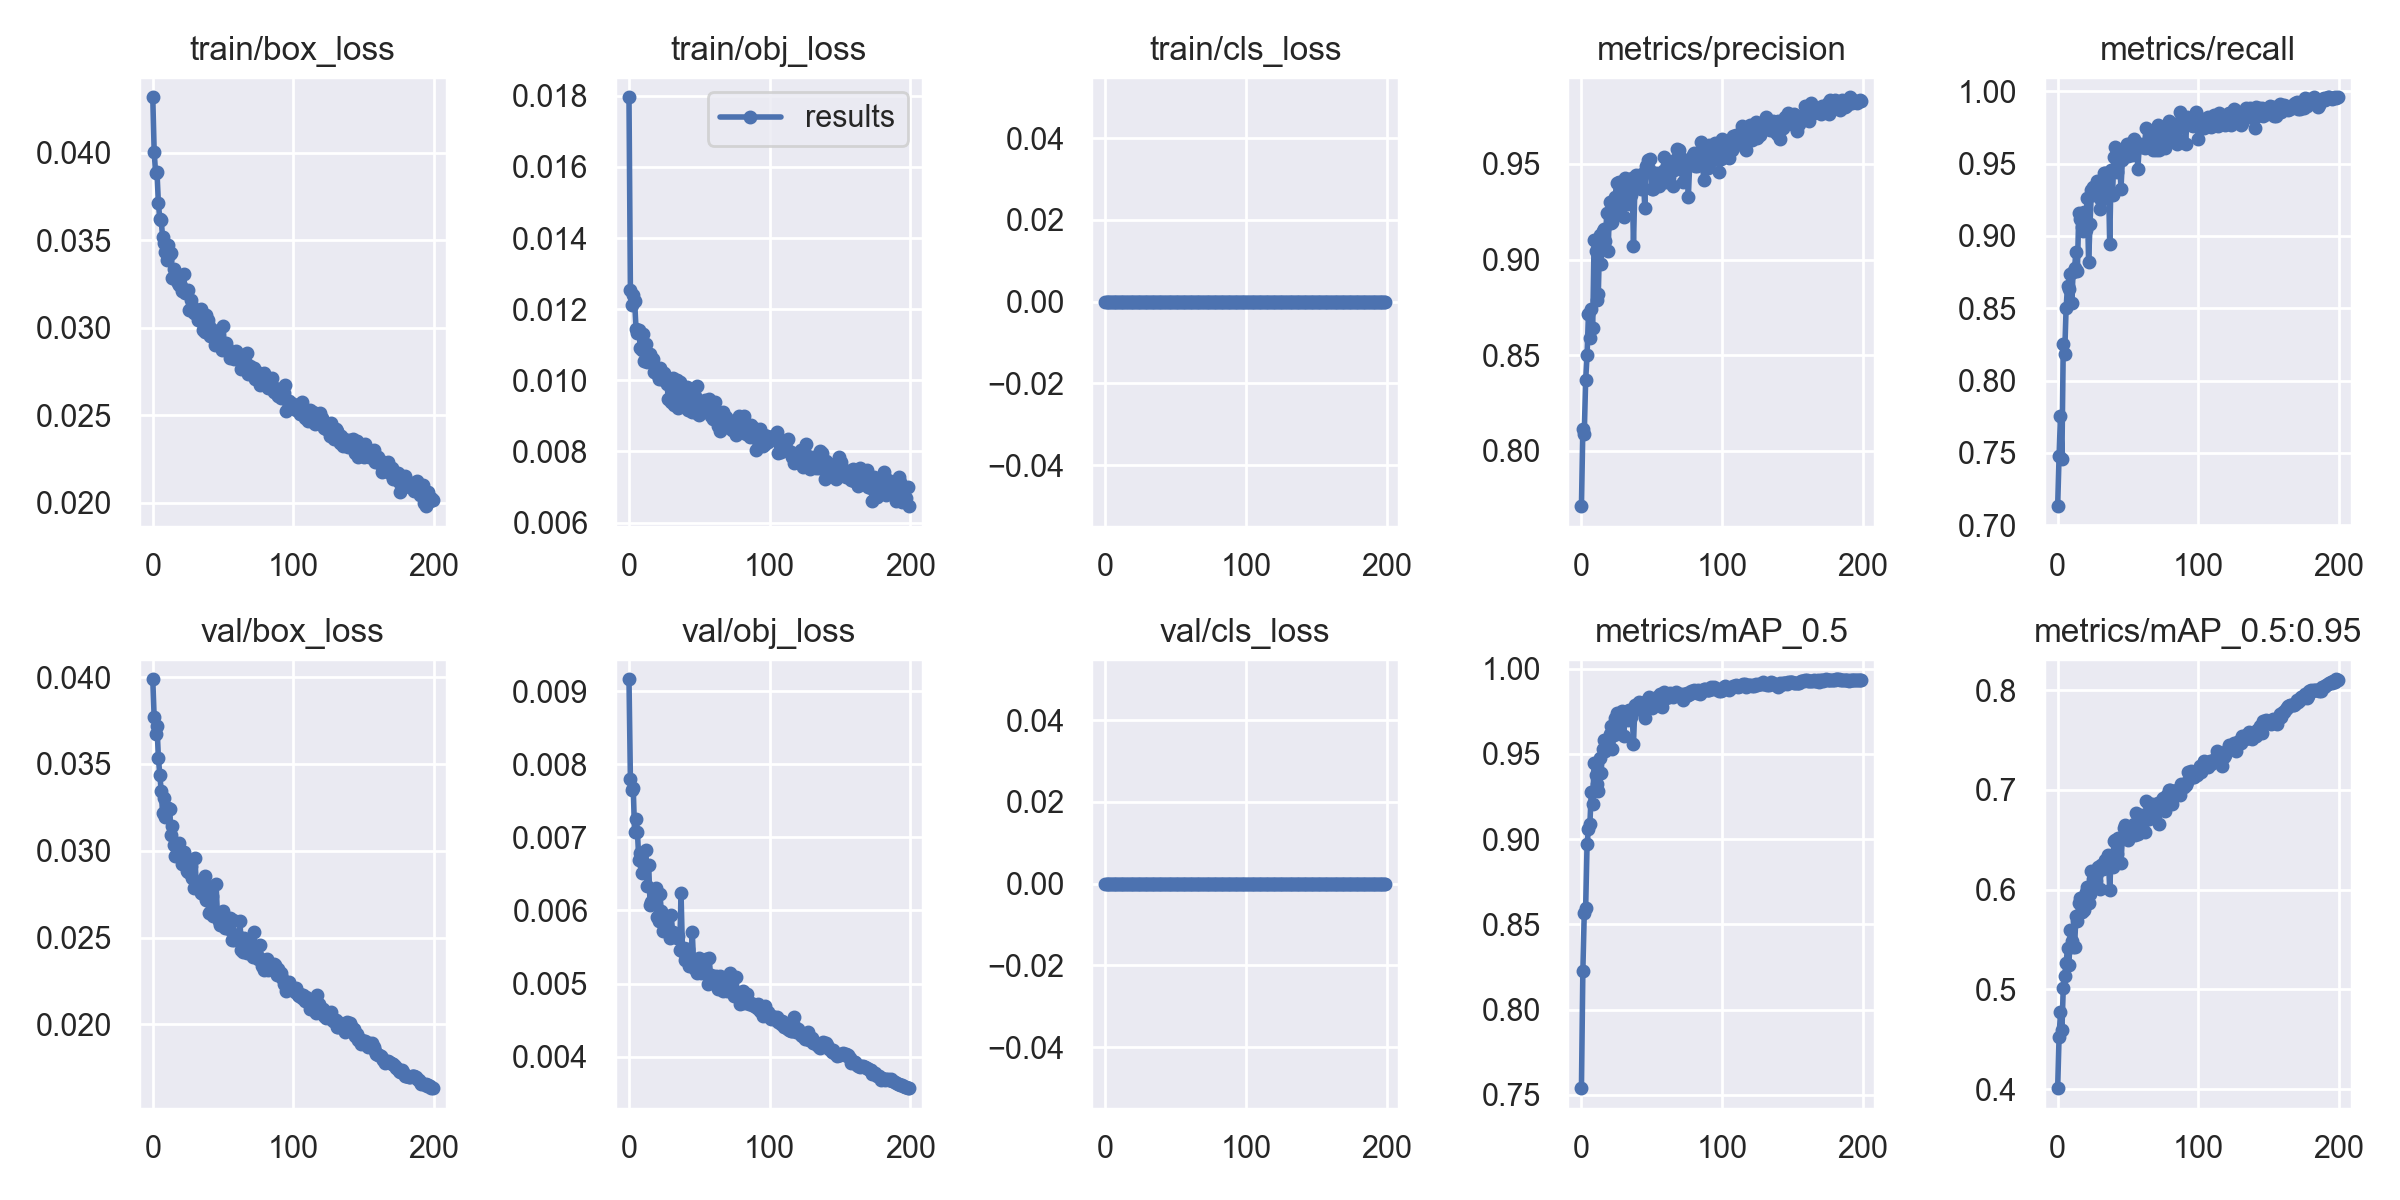 train/box_loss
0.040
0.035
0.030
0.025
0.020
0 100 200
train/obj_loss
results
0.018
0.016
0.014
0.012
0.010
0.008
0.006
0 100 200
train/cls_loss
0.04
0.02
0.00
−0.02
−0.04
0 100 200
metrics/precision
0.95
0.90
0.85
0.80
0 100 200
metrics/recall
1.00
0.95
0.90
0.85
0.80
0.75
0.70
0 100 200
val/box_loss
0.040
0.035
0.030
0.025
0.020
0 100 200
val/obj_loss
0.009
0.008
0.007
0.006
0.005
0.004
0 100 200
val/cls_loss
0.04
0.02
0.00
−0.02
−0.04
0 100 200
metrics/mAP_0.5
1.00
0.95
0.90
0.85
0.80
0.75
0 100 200
metrics/mAP_0.5:0.95
0.8
0.7
0.6
0.5
0.4
0 100 200